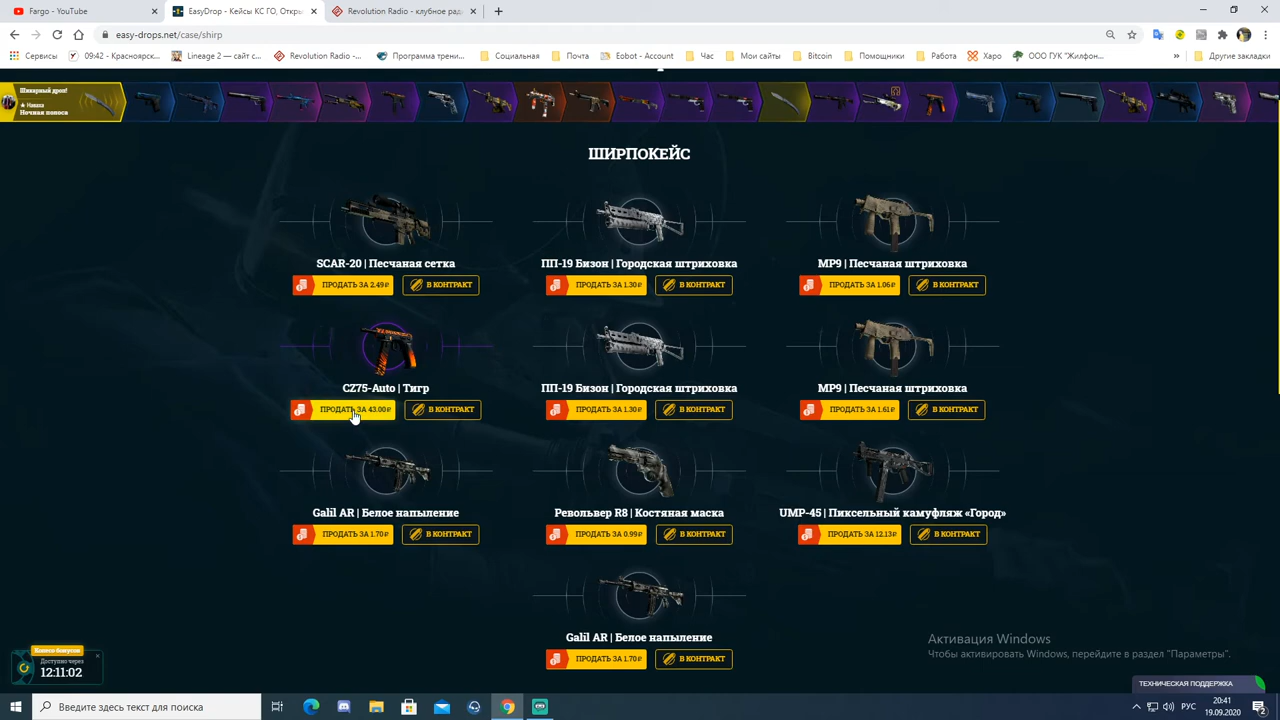 Fargo - YouTube
EasyDrop - Кейсы КС ГО, Откры
Revolution Radio - клубное ради
easy-drops.net/case/shirp
Сервисы
09:42 - Красноярск...
Lineage 2 — сайт с...
Revolution Radio -...
Программа трени...
Социальная
Почта
Eobot - Account
Час
Мои сайты
Bitcoin
Помощники
Харо
ООО ГУК "Жилфон...
Работа
Другие закладки
Шикарный дроп!
★ Наваха
Ночная полоса
ШИРПОКЕЙС
SCAR-20 | Песчаная сетка
ПП-19 Бизон | Городская штриховка
MP9 | Песчаная штриховка
ПРОДАТЬ ЗА 2.49₽
В КОНТРАКТ
ПРОДАТЬ ЗА 1.30₽
В КОНТРАКТ
ПРОДАТЬ ЗА 1.06₽
В КОНТРАКТ
CZ75-Auto | Тигр
ПП-19 Бизон | Городская штриховка
MP9 | Песчаная штриховка
ПРОДАТЬ ЗА 43.00₽
В КОНТРАКТ
ПРОДАТЬ ЗА 1.30₽
В КОНТРАКТ
ПРОДАТЬ ЗА 1.61₽
В КОНТРАКТ
Galil AR | Белое напыление
Револьвер R8 | Костяная маска
UMP-45 | Пиксельный камуфляж «Город»
ПРОДАТЬ ЗА 1.70₽
В КОНТРАКТ
ПРОДАТЬ ЗА 0.99₽
В КОНТРАКТ
ПРОДАТЬ ЗА 12.13₽
В КОНТРАКТ
Galil AR | Белое напыление
ПРОДАТЬ ЗА 1.70₽
В КОНТРАКТ
Колесо бонусов
Доступно через
12:11:02
Активация Windows
Чтобы активировать Windows, перейдите в раздел "Параметры".
ТЕХНИЧЕСКАЯ ПОДДЕРЖКА
Введите здесь текст для поиска
РУС
20:41
19.09.2020
2